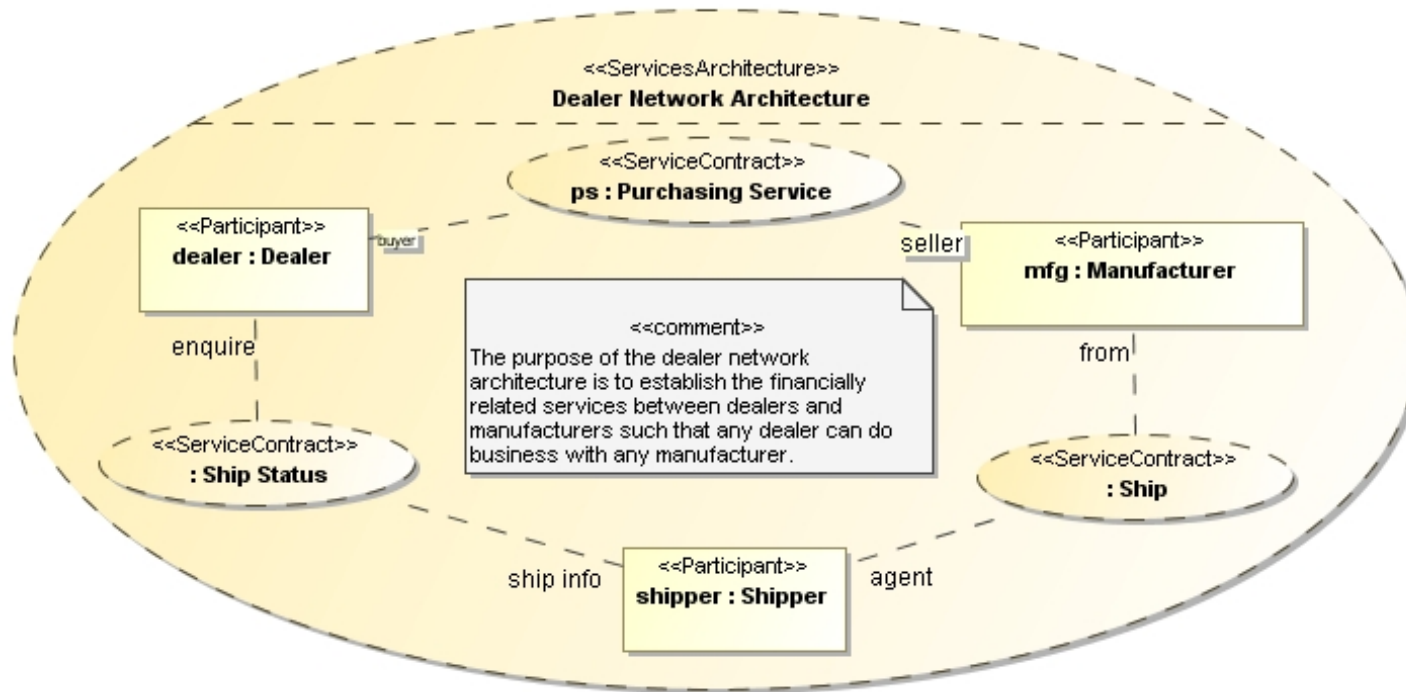 <<ServicesArchitecture>>
Dealer Network Architecture
<<ServiceContract>>
ps : Purchasing Service
<<Participant>>
dealer : Dealer
buyer
seller
<<Participant>>
mfg : Manufacturer
<<comment>>
The purpose of the dealer network
architecture is to establish the financially
related services between dealers and
manufacturers such that any dealer can do
business with any manufacturer.
enquire
from
<<ServiceContract>>
: Ship Status
<<ServiceContract>>
: Ship
ship info
<<Participant>>
shipper : Shipper
agent